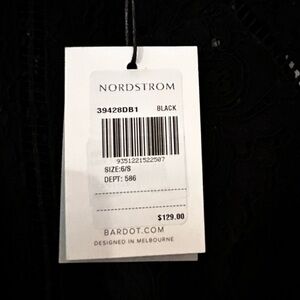 NORDSTROM
39428DB1 BLACK
9351221522507
SIZE:6/S
DEPT: 586
$129.00
BARDOT.COM
DESIGNED IN MELBOURNE